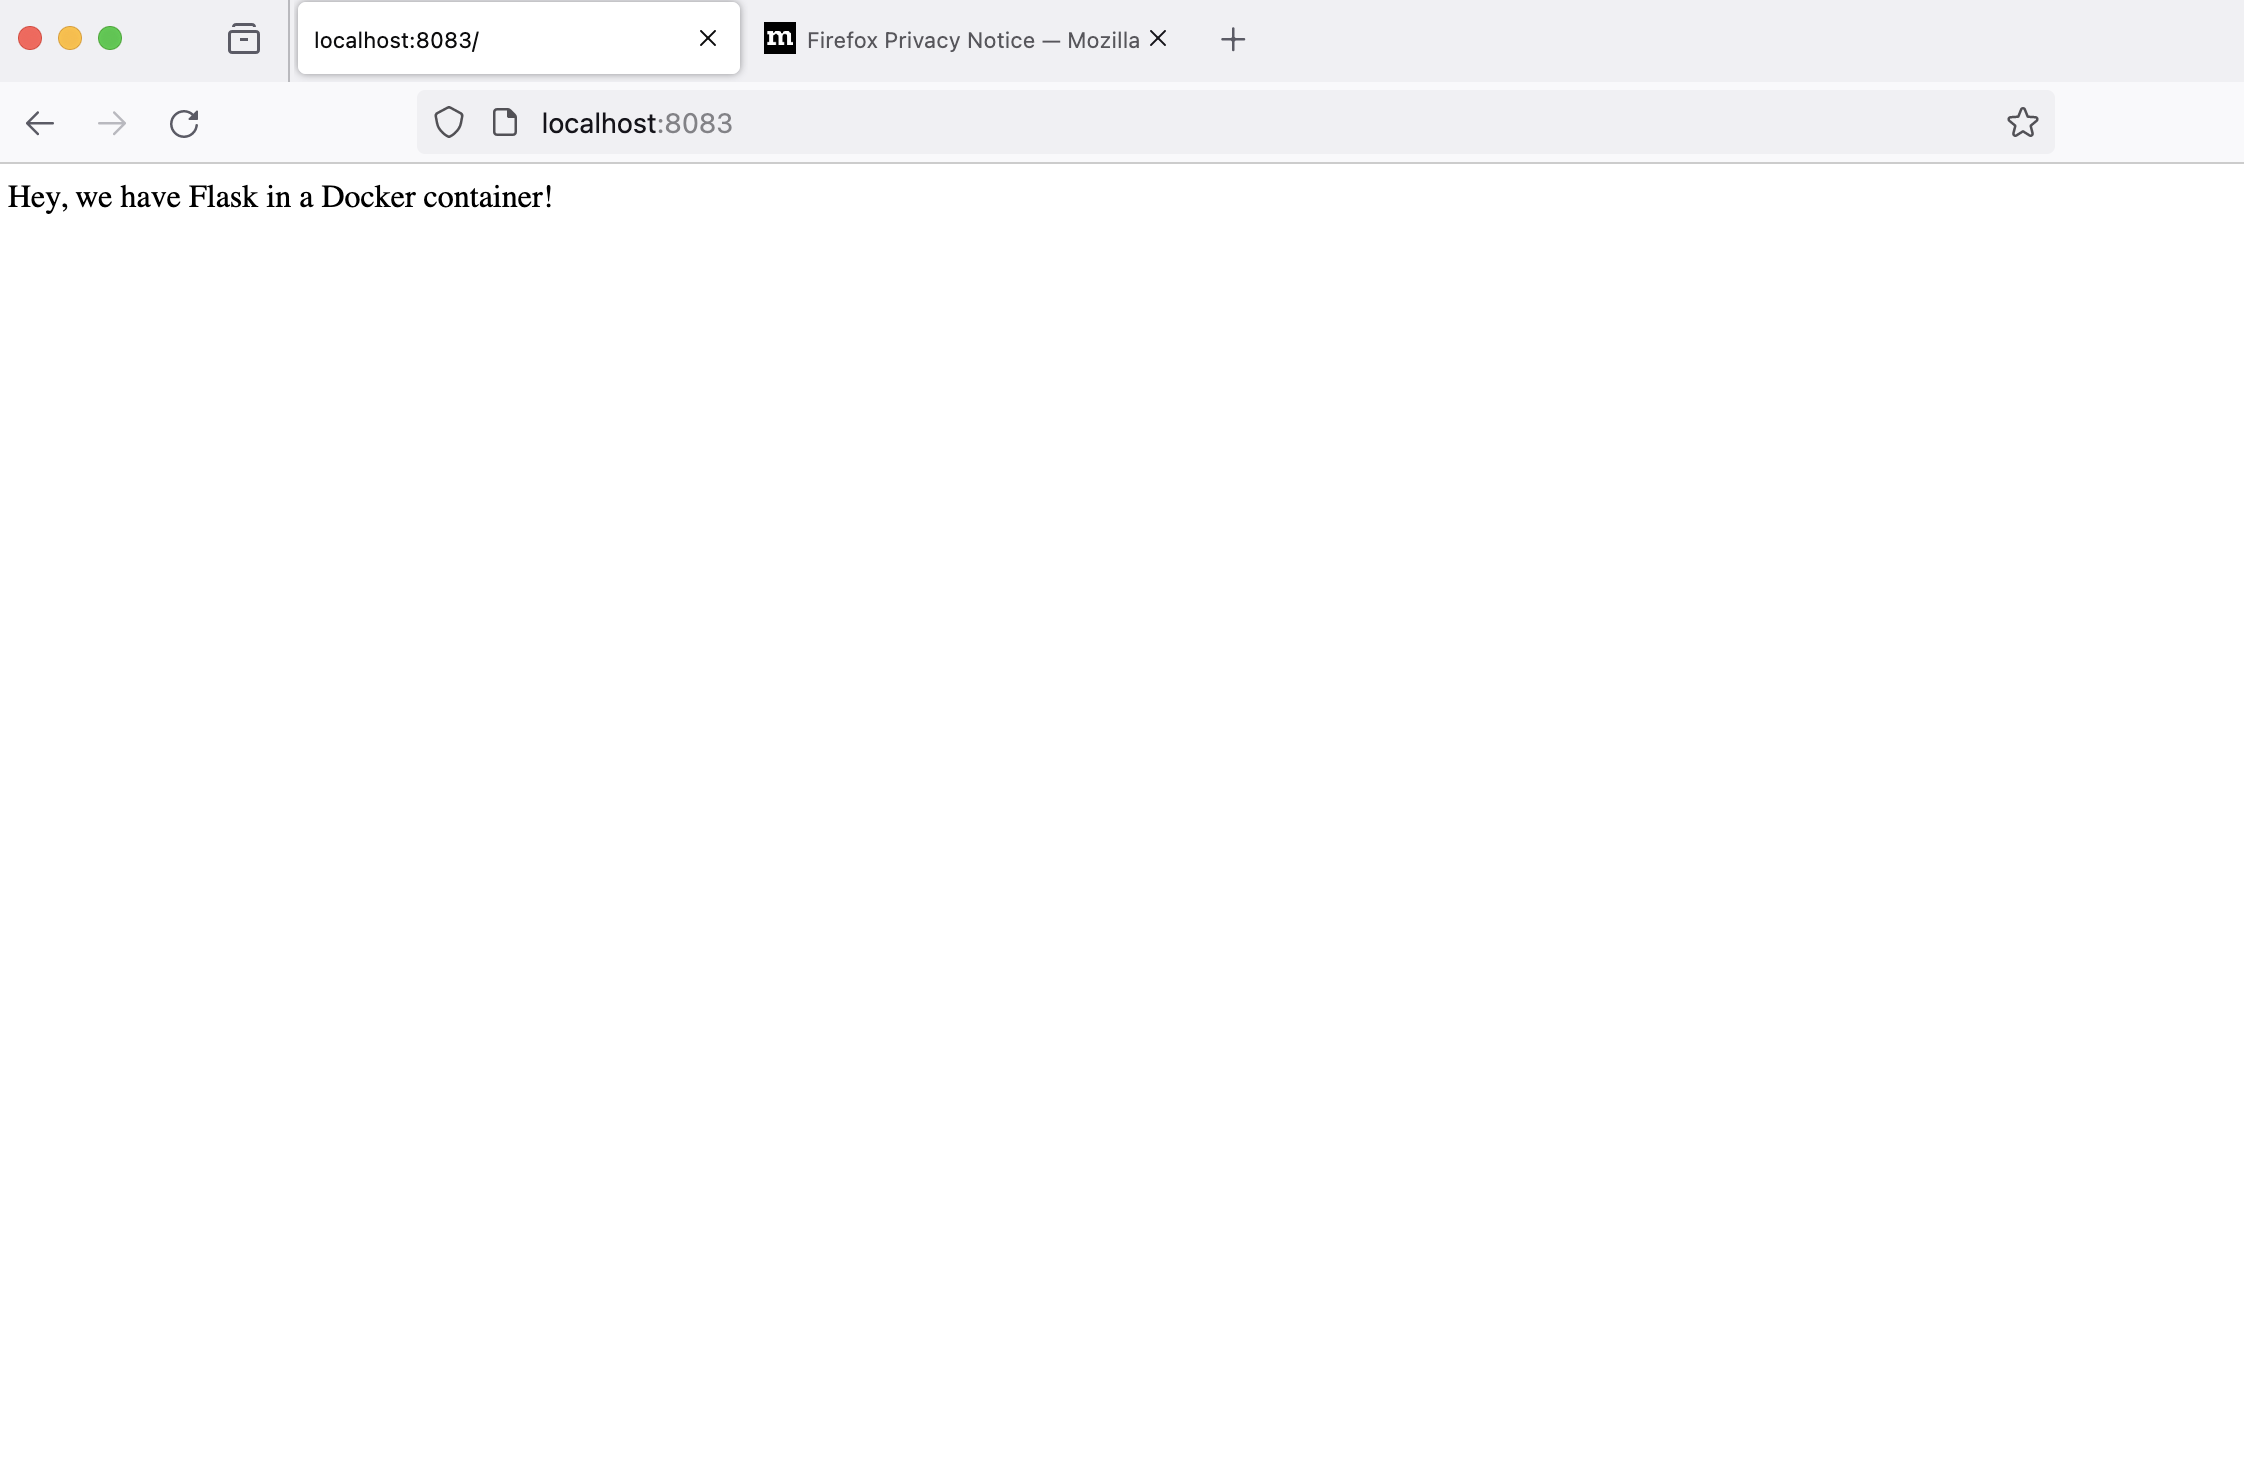 localhost:8083/
m Firefox Privacy Notice — Mozilla
localhost:8083
Hey, we have Flask in a Docker container!